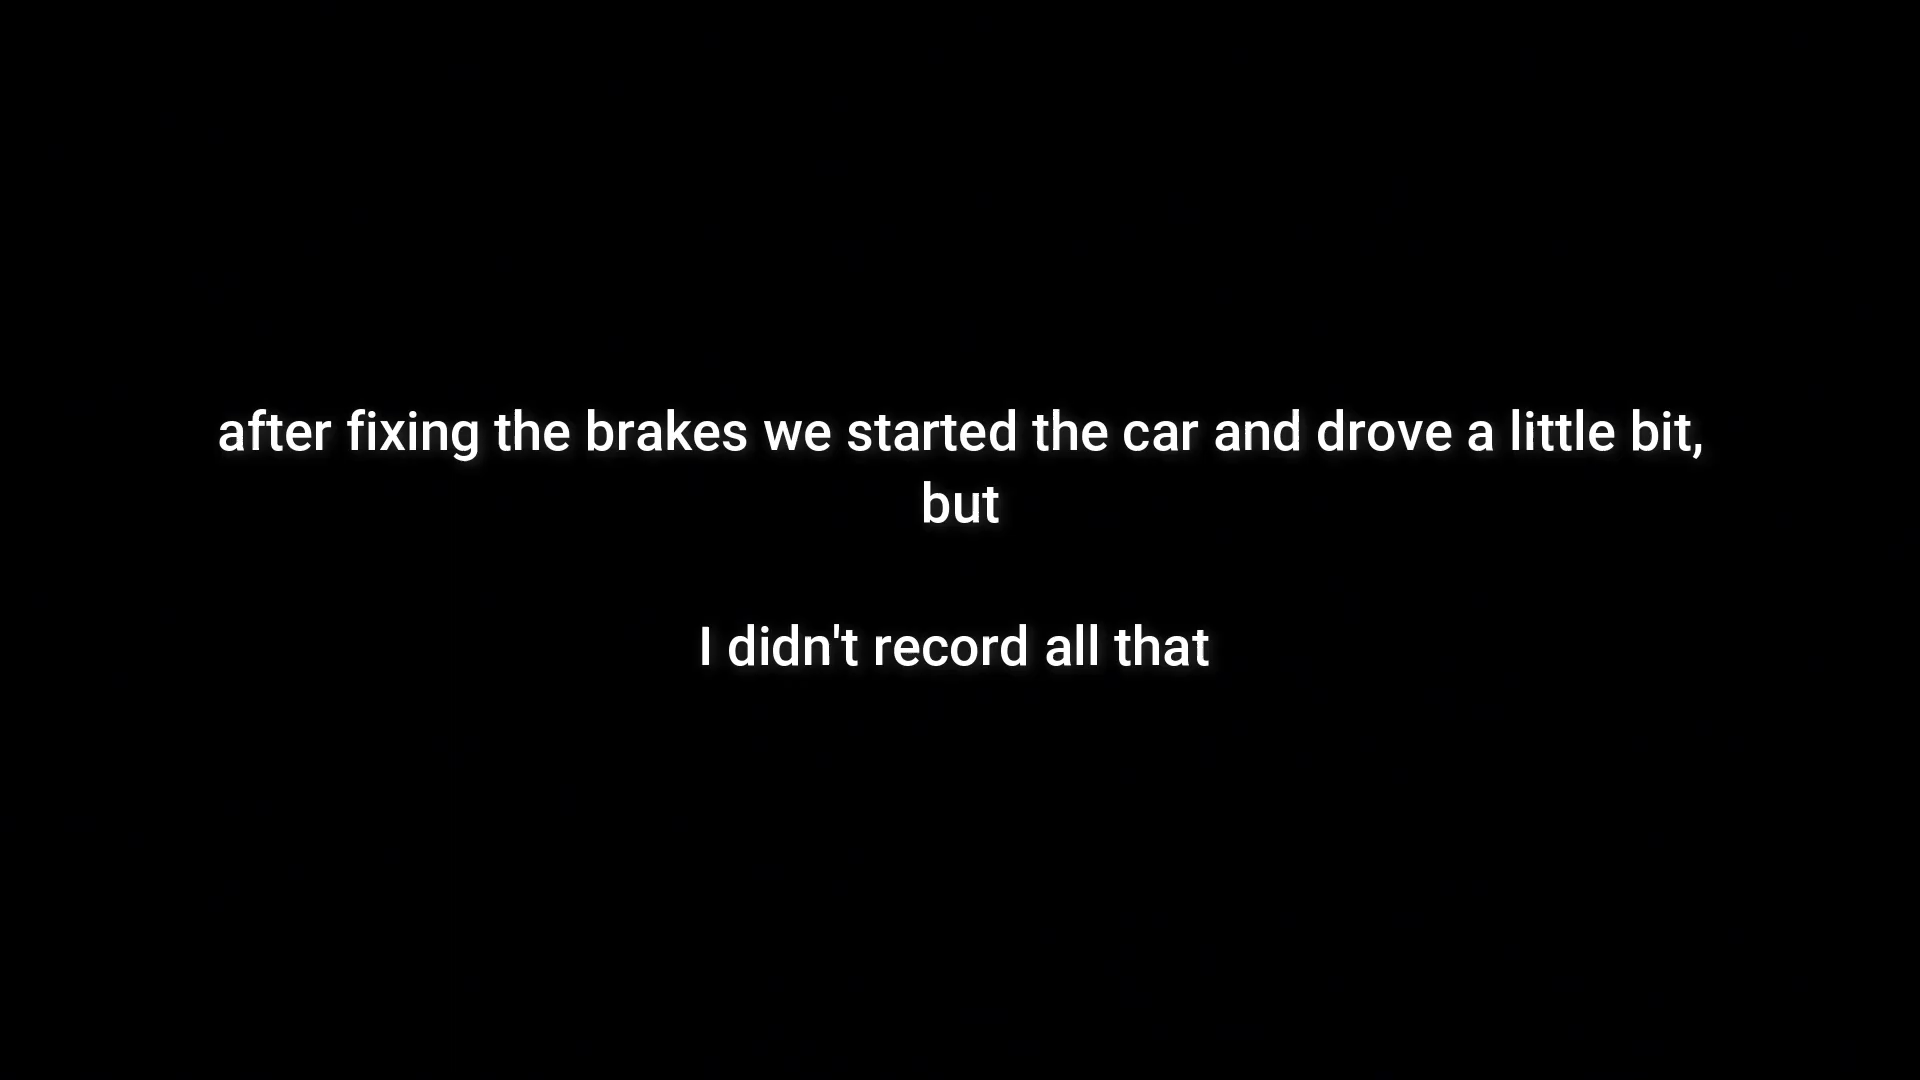 after fixing the brakes we started the car and drove a little bit,
but
I didn't record all that